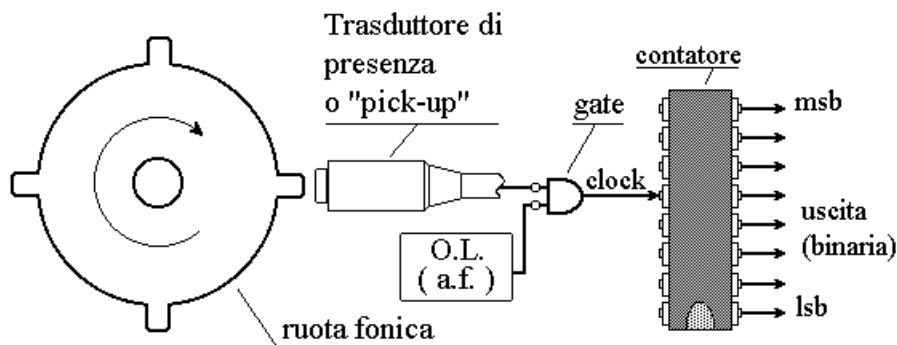 Trasduttore di
presenza
o "pick-up"
contatore
gate
msb
clock
uscita
(binaria)
O.L.
( a.f. )
lsb
ruota fonica